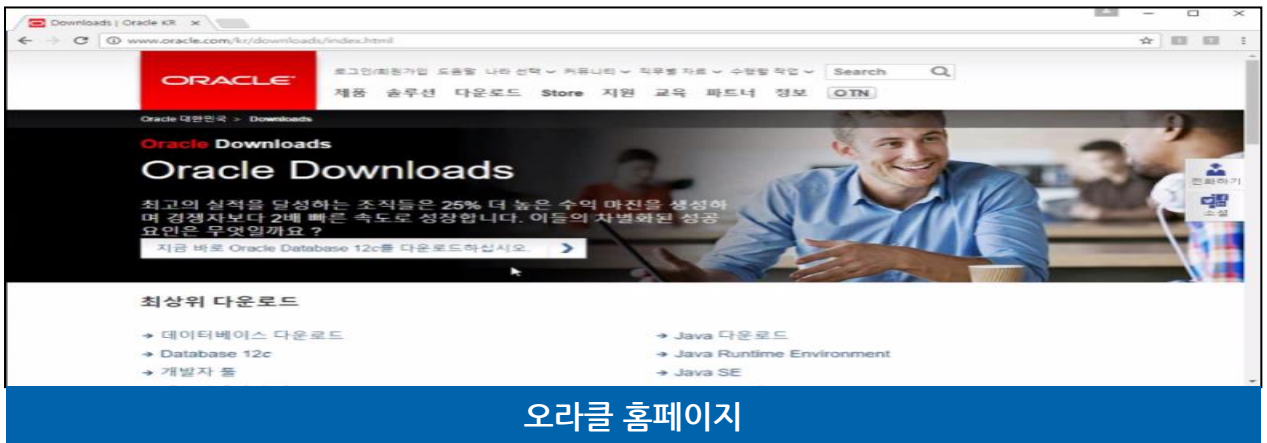 Downloads | Oracle KR
www.oracle.com/kr/downloads/index.html
ORACLE
로그인/회원가입 도움말 나라 선택 커뮤니티 직무별 자료 수행할 작업 Search
제품 솔루션 다운로드 Store 지원 교육 파트너 정보 OTN
Oracle 대한민국 > Downloads
Oracle Downloads
Oracle Downloads
최고의 실적을 달성하는 조직들은 25% 더 높은 수익 마진을 생성하
며 경쟁자보다 2배 빠른 속도로 성장합니다. 이들의 차별화된 성공
요인은 무엇일까요 ?
지금 바로 Oracle Database 12c를 다운로드하십시오.
전화하기
소셜
최상위 다운로드
데이터베이스 다운로드
Database 12c
개발자 툴
Java 다운로드
Java Runtime Environment
Java SE
오라클 홈페이지